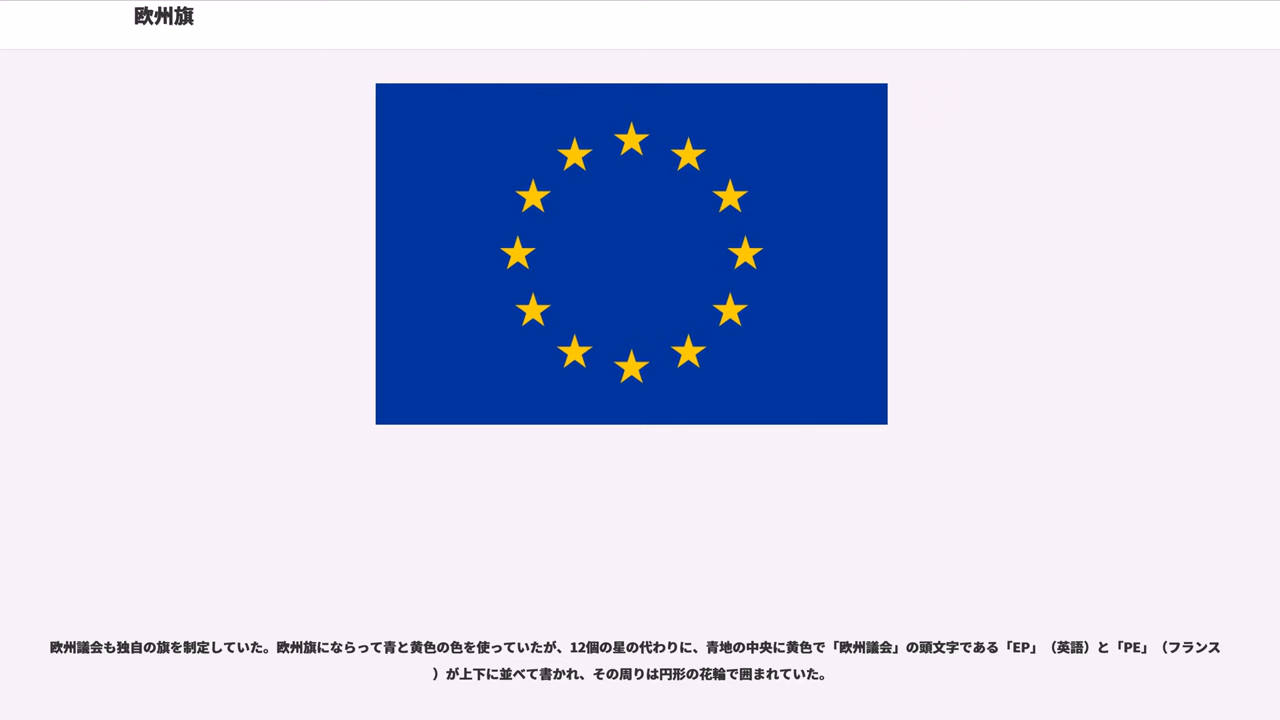 欧州旗
欧州議会も独自の旗を制定していた。欧州旗にならって青と黄色の色を使っていたが、12個の星の代わりに、青地の中央に黄色で「欧州議会」の頭文字である「EP」（英語）と「PE」（フランス
）が上下に並べて書かれ、その周りは円形の花輪で囲まれていた。